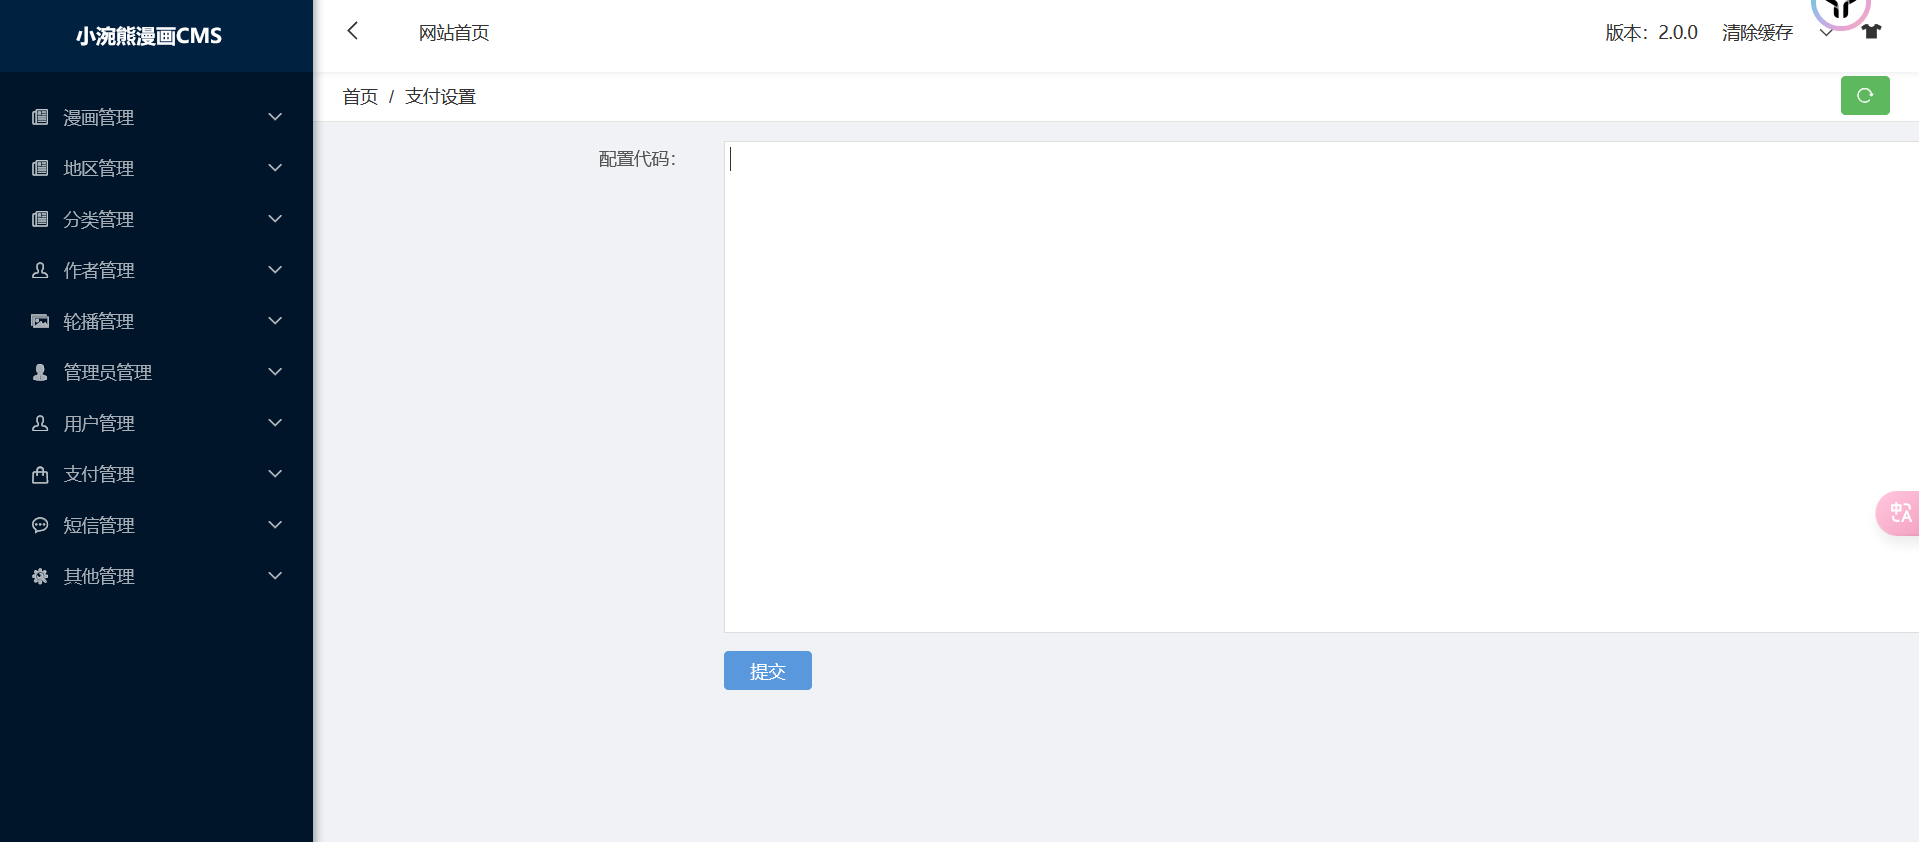 小浣熊漫画CMS
网站首页
版本：2.0.0
清除缓存
首页 / 支付设置
漫画管理
地区管理
分类管理
作者管理
轮播管理
管理员管理
用户管理
支付管理
短信管理
其他管理
配置代码：
中A
提交